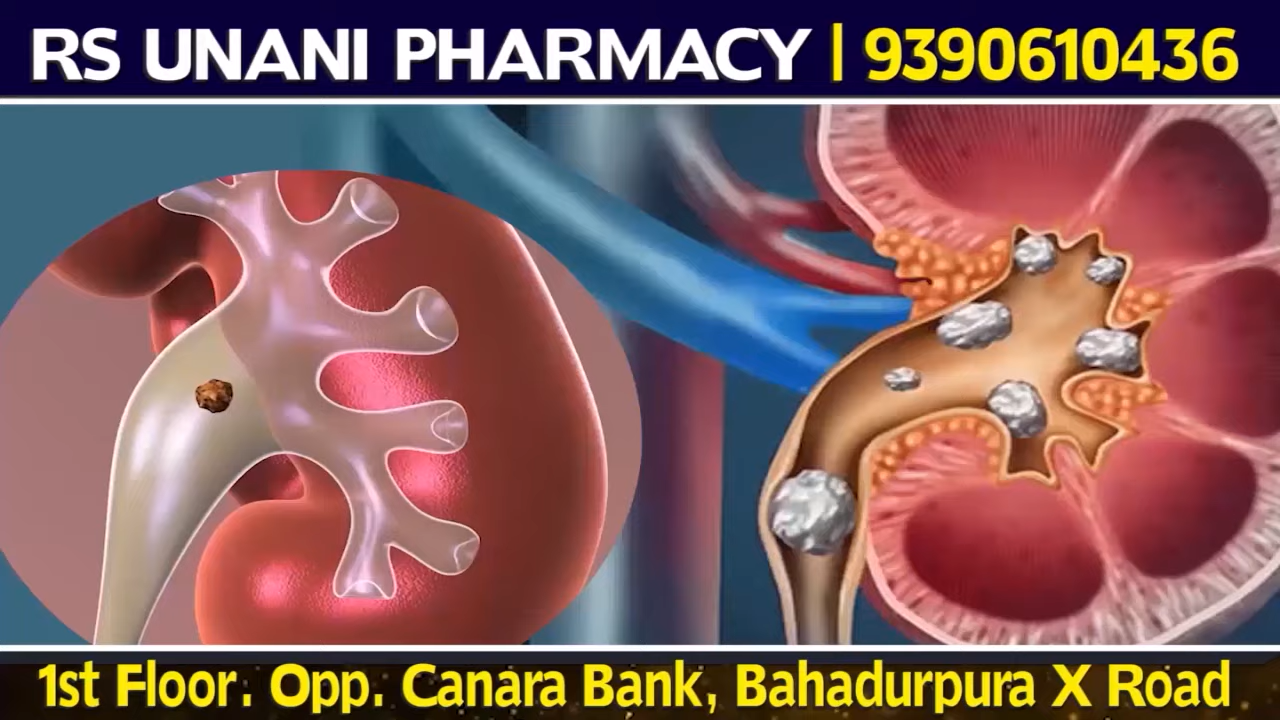 RS UNANI PHARMACY | 9390610436
1st Floor. Opp. Canara Bank, Bahadurpura X Road